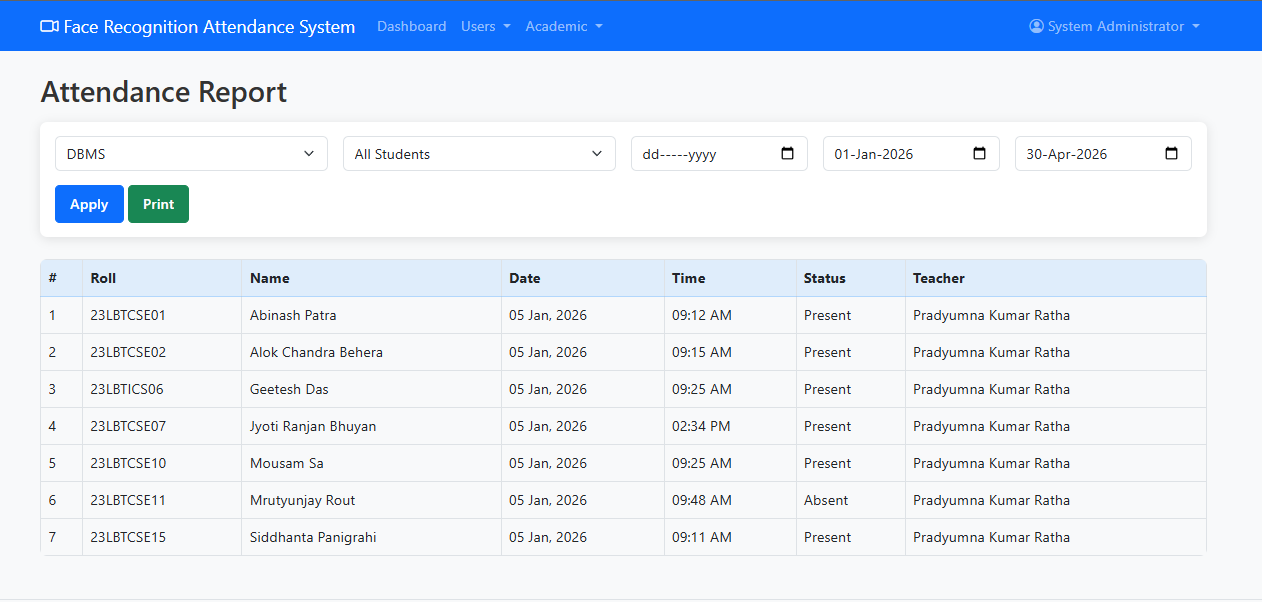 Face Recognition Attendance System Dashboard Users Academic System Administrator
Attendance Report
DBMS All Students dd-----yyyy 01-Jan-2026 30-Apr-2026
Apply Print
# Roll Name Date Time Status Teacher
1 23LBTCSE01 Abinash Patra 05 Jan, 2026 09:12 AM Present Pradyumna Kumar Ratha
2 23LBTCSE02 Alok Chandra Behera 05 Jan, 2026 09:15 AM Present Pradyumna Kumar Ratha
3 23LBTICS06 Geetesh Das 05 Jan, 2026 09:25 AM Present Pradyumna Kumar Ratha
4 23LBTCSE07 Jyoti Ranjan Bhuyan 05 Jan, 2026 02:34 PM Present Pradyumna Kumar Ratha
5 23LBTCSE10 Mousam Sa 05 Jan, 2026 09:25 AM Present Pradyumna Kumar Ratha
6 23LBTCSE11 Mrutyunjay Rout 05 Jan, 2026 09:48 AM Absent Pradyumna Kumar Ratha
7 23LBTCSE15 Siddhanta Panigrahi 05 Jan, 2026 09:11 AM Present Pradyumna Kumar Ratha